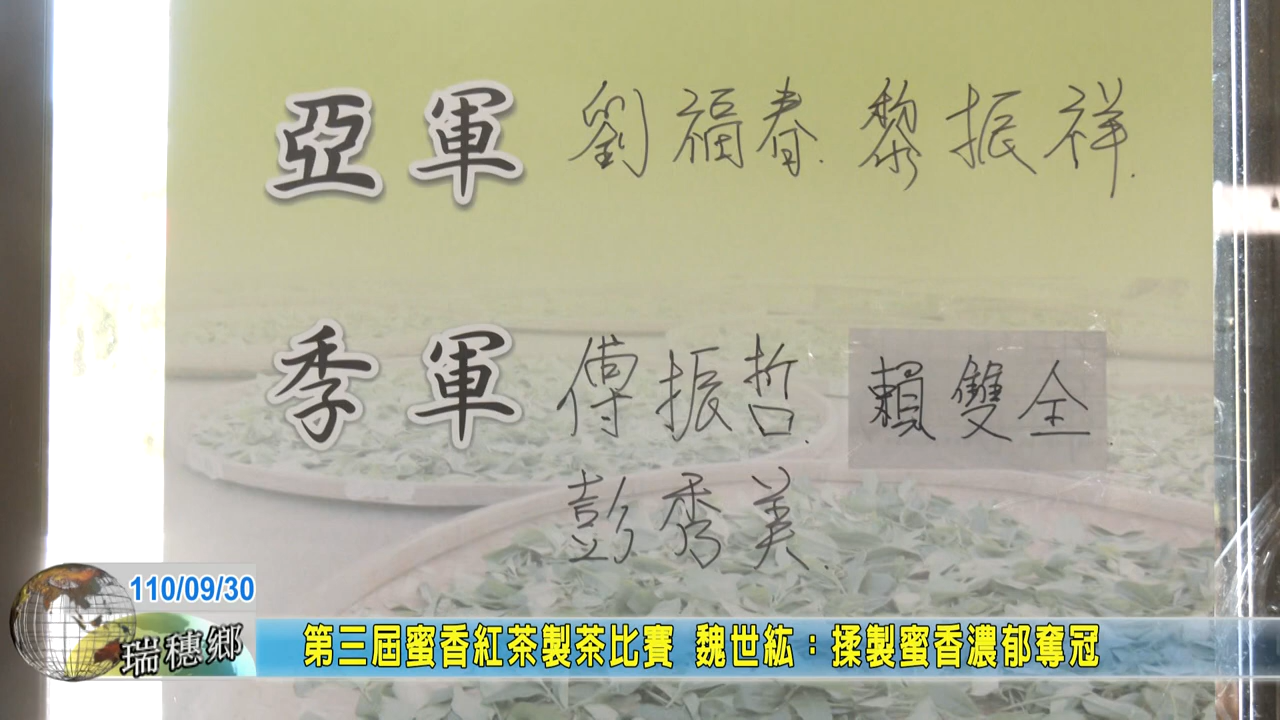 亞軍 劉福春. 黎振祥.
季軍 傅振哲. 賴雙全
彭秀美.
110/09/30
瑞穗鄉
第三屆蜜香紅茶製茶比賽 魏世紘：揉製蜜香濃郁奪冠